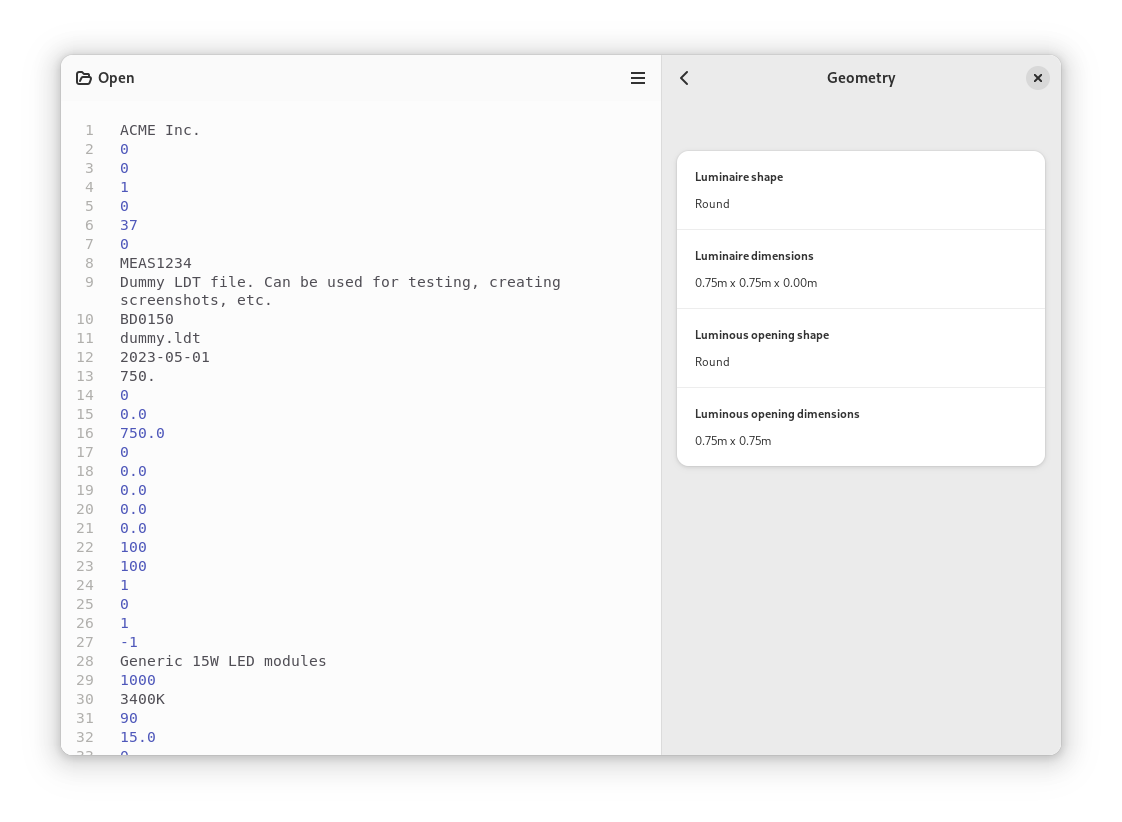 Open
1 ACME Inc.
2 0
3 0
4 1
5 0
6 37
7 0
8 MEAS1234
9 Dummy LDT file. Can be used for testing, creating
screenshots, etc.
10 BD0150
11 dummy.ldt
12 2023-05-01
13 750.
14 0
15 0.0
16 750.0
17 0
18 0.0
19 0.0
20 0.0
21 0.0
22 100
23 100
24 1
25 0
26 1
27 -1
28 Generic 15W LED modules
29 1000
30 3400K
31 90
32 15.0
33 0
Geometry
Luminaire shape
Round
Luminaire dimensions
0.75m x 0.75m x 0.00m
Luminous opening shape
Round
Luminous opening dimensions
0.75m x 0.75m